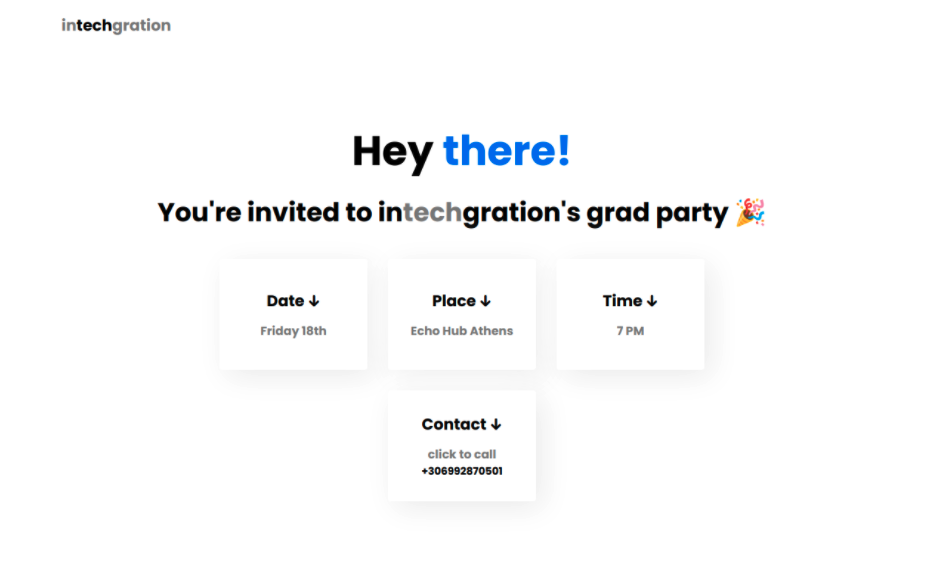 intechgration
Hey there!
You're invited to intechgration's grad party 🎉
Date ↓
Friday 18th
Place ↓
Echo Hub Athens
Time ↓
7 PM
Contact ↓
click to call
+306992870501